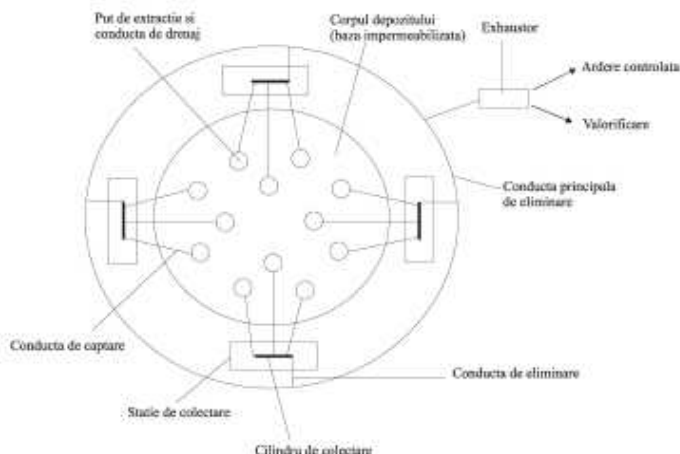 Put de extractie si
conducta de drenaj
Corpul depozitului
(baza impermeabilizata)
Exhaustor
Ardere controlata
Valorificare
Conducta principala
de eliminare
Conducta de captare
Conducta de eliminare
Statie de colectare
Cilindru de colectare